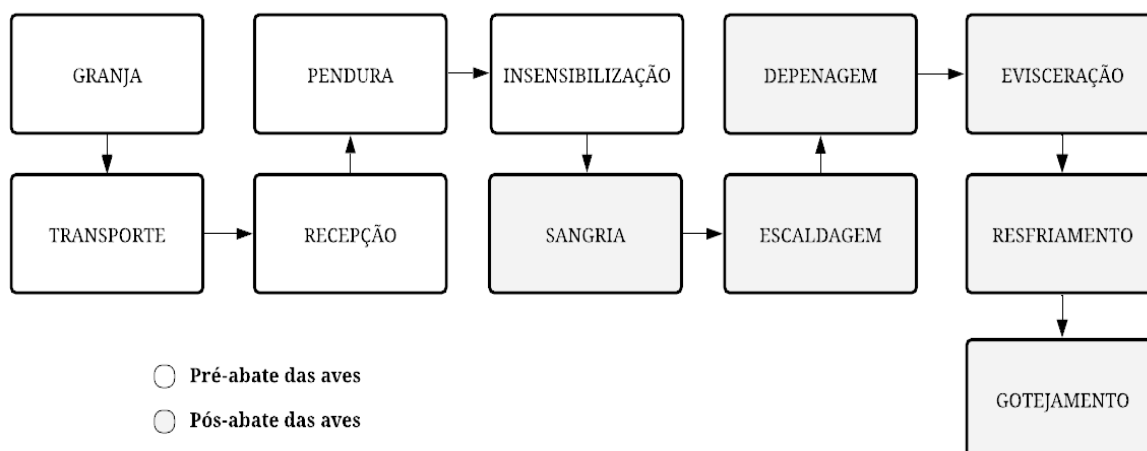 GRANJA
PENDURA
INSENSIBILIZAÇÃO
DEPENAGEM
EVISCERAÇÃO
TRANSPORTE
RECEPÇÃO
SANGRIA
ESCALDAGEM
RESFRIAMENTO
Pré-abate das aves
Pós-abate das aves
GOTEJAMENTO